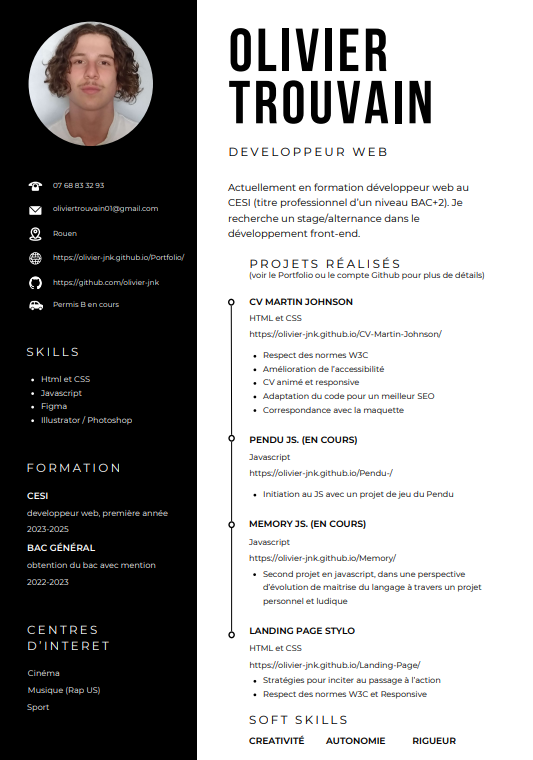 OLIVIER
TROUVAIN
DEVELOPPEUR WEB
07 68 83 32 93
oliviertrouvain01@gmail.com
Rouen
https://olivier-jnk.github.io/Portfolio/
https://github.com/olivier-jnk
Permis B en cours
SKILLS
Html et CSS
Javascript
Figma
Illustrator / Photoshop
FORMATION
CESI
developpeur web, première année
2023-2025
BAC GÉNÉRAL
obtention du bac avec mention
2022-2023
CENTRES
D'INTERET
Cinéma
Musique (Rap US)
Sport
Actuellement en formation développeur web au
CESI (titre professionnel d'un niveau BAC+2). Je
recherche un stage/alternance dans le
développement front-end.
PROJETS RÉALISÉS
(voir le Portfolio ou le compte Github pour plus de détails)
CV MARTIN JOHNSON
HTML et CSS
https://olivier-jnk.github.io/CV-Martin-Johnson/
Respect des normes W3C
Amélioration de l'accessibilité
CV animé et responsive
Adaptation du code pour un meilleur SEO
Correspondance avec la maquette
PENDU JS. (EN COURS)
Javascript
https://olivier-jnk.github.io/Pendu-/
Initiation au JS avec un projet de jeu du Pendu
MEMORY JS. (EN COURS)
Javascript
https://olivier-jnk.github.io/Memory/
Second projet en javascript, dans une perspective
d'évolution de maitrise du langage à travers un projet
personnel et ludique
LANDING PAGE STYLO
HTML et CSS
https://olivier-jnk.github.io/Landing-Page/
Stratégies pour inciter au passage à l'action
Respect des normes W3C et Responsive
SOFT SKILLS
CREATIVITÉ AUTONOMIE RIGUEUR